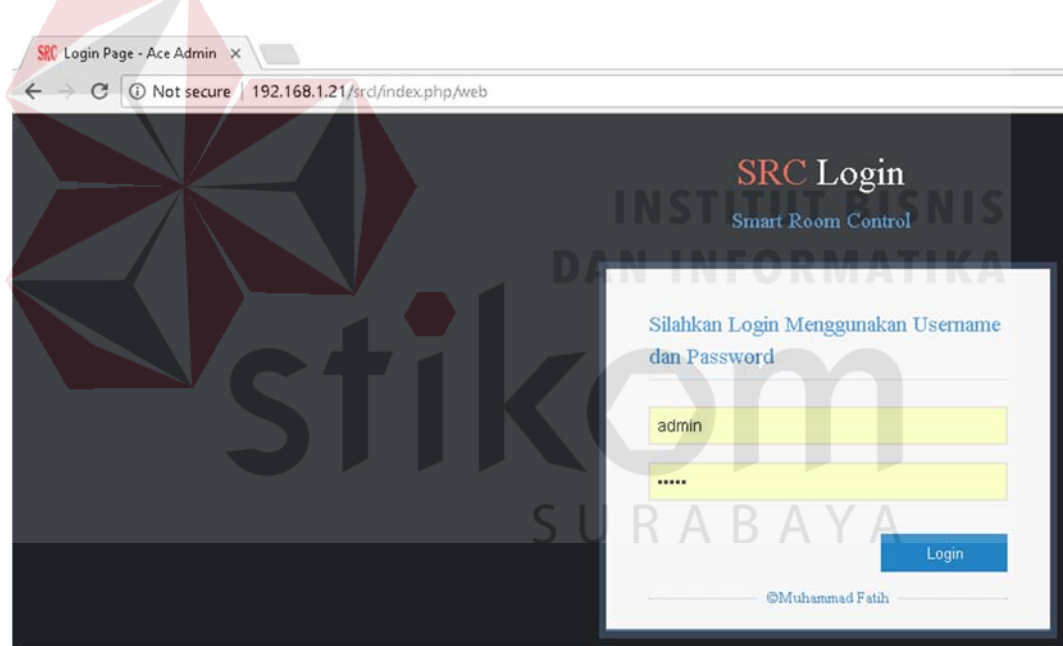 SRC Login Page - Ace Admin ×
Not secure | 192.168.1.21/srcl/index.php/web
SRC Login
INSTITUT BISNIS
Smart Room Control
DAN INFORMATIKA
Silahkan Login Menggunakan Username
dan Password
stikom
admin
•••••
SURABAYA
Login
©Muhammad Fatih